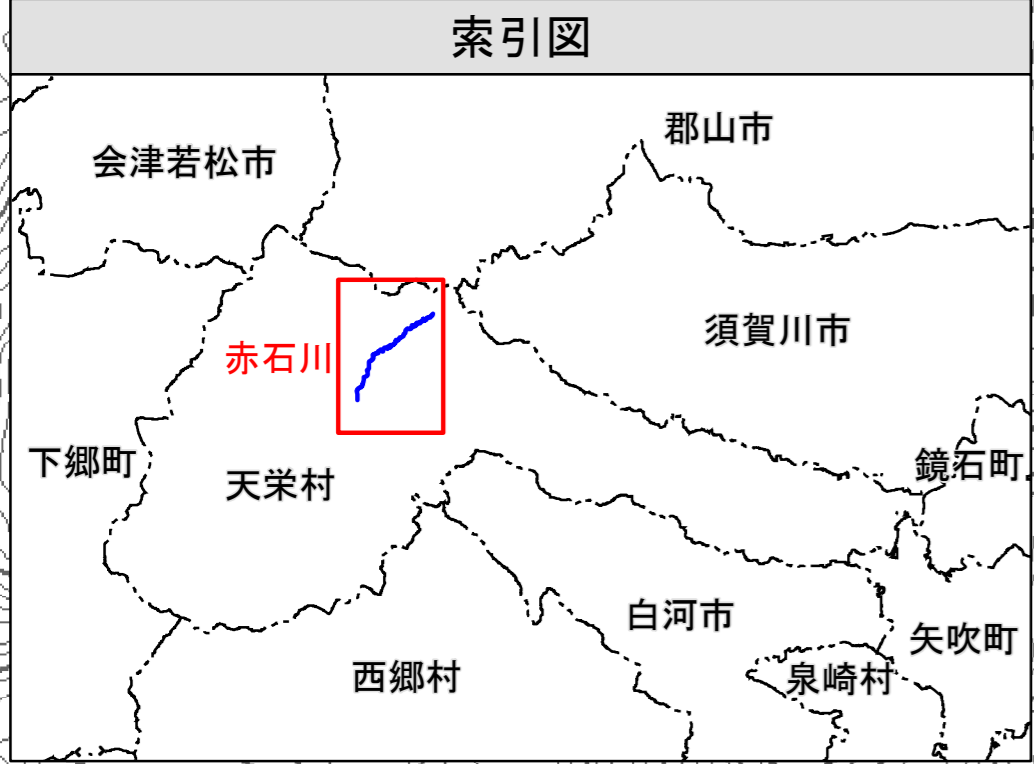 索引図
郡山市
会津若松市
須賀川市
赤石川
下郷町
鏡石町
天栄村
白河市
矢吹町
西郷村
泉崎村